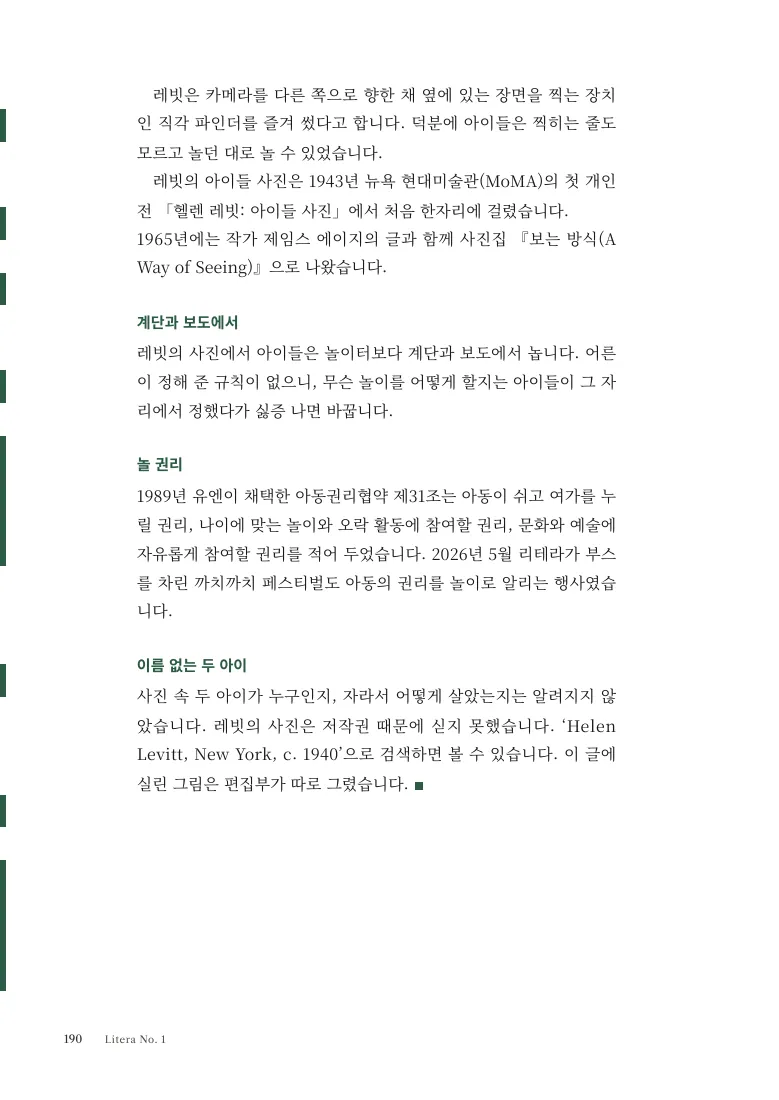 레빗은 카메라를 다른 쪽으로 향한 채 옆에 있는 장면을 찍는 장치
인 직각 파인더를 즐겨 썼다고 합니다. 덕분에 아이들은 찍히는 줄도
모르고 놀던 대로 놀 수 있었습니다.
레빗의 아이들 사진은 1943년 뉴욕 현대미술관(MoMA)의 첫 개인
전 「헬렌 레빗: 아이들 사진」에서 처음 한자리에 걸렸습니다.
1965년에는 작가 제임스 에이지의 글과 함께 사진집 『보는 방식(A
Way of Seeing)』으로 나왔습니다.
계단과 보도에서
레빗의 사진에서 아이들은 놀이터보다 계단과 보도에서 놉니다. 어른
이 정해 준 규칙이 없으니, 무슨 놀이를 어떻게 할지는 아이들이 그 자
리에서 정했다가 싫증 나면 바꿉니다.
놀 권리
1989년 유엔이 채택한 아동권리협약 제31조는 아동이 쉬고 여가를 누
릴 권리, 나이에 맞는 놀이와 오락 활동에 참여할 권리, 문화와 예술에
자유롭게 참여할 권리를 적어 두었습니다. 2026년 5월 리테라가 부스
를 차린 까치까치 페스티벌도 아동의 권리를 놀이로 알리는 행사였습
니다.
이름 없는 두 아이
사진 속 두 아이가 누구인지, 자라서 어떻게 살았는지는 알려지지 않
았습니다. 레빗의 사진은 저작권 때문에 싣지 못했습니다. ‘Helen
Levitt, New York, c. 1940’으로 검색하면 볼 수 있습니다. 이 글에
실린 그림은 편집부가 따로 그렸습니다. ■
190 Litera No. 1